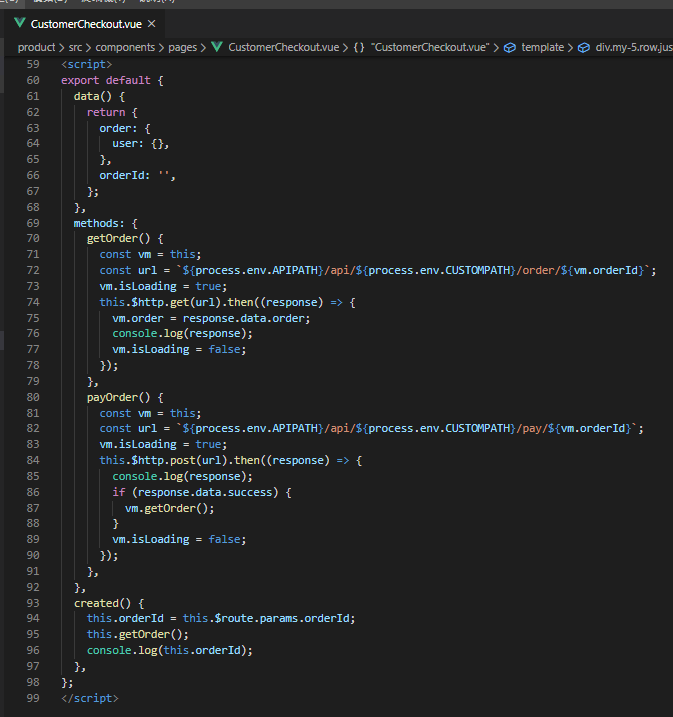 CustomerCheckout.vue ×
product > src > components > pages > CustomerCheckout.vue > {} "CustomerCheckout.vue" > template > div.my-5.row.jus
59 <script>
60 export default {
61   data() {
62     return {
63       order: {
64         user: {},
65       },
66       orderId: '',
67     };
68   },
69   methods: {
70     getOrder() {
71       const vm = this;
72       const url = `${process.env.APIPATH}/api/${process.env.CUSTOMPATH}/order/${vm.orderId}`;
73       vm.isLoading = true;
74       this.$http.get(url).then((response) => {
75         vm.order = response.data.order;
76         console.log(response);
77         vm.isLoading = false;
78       });
79     },
80     payOrder() {
81       const vm = this;
82       const url = `${process.env.APIPATH}/api/${process.env.CUSTOMPATH}/pay/${vm.orderId}`;
83       vm.isLoading = true;
84       this.$http.post(url).then((response) => {
85         console.log(response);
86         if (response.data.success) {
87           vm.getOrder();
88         }
89         vm.isLoading = false;
90       });
91     },
92   },
93   created() {
94     this.orderId = this.$route.params.orderId;
95     this.getOrder();
96     console.log(this.orderId);
97   },
98 };
99 </script>